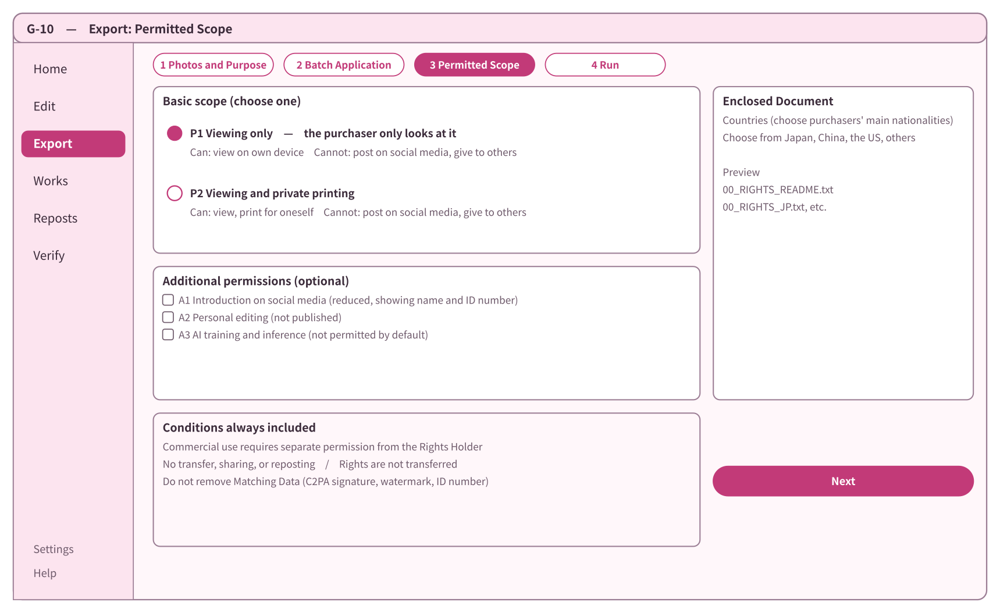 G-10 — Export: Permitted Scope
Home
Edit
Export
Works
Reposts
Verify
Settings
Help
1 Photos and Purpose
2 Batch Application
3 Permitted Scope
4 Run
Basic scope (choose one)
P1 Viewing only — the purchaser only looks at it
Can: view on own device Cannot: post on social media, give to others
P2 Viewing and private printing
Can: view, print for oneself Cannot: post on social media, give to others
Additional permissions (optional)
A1 Introduction on social media (reduced, showing name and ID number)
A2 Personal editing (not published)
A3 AI training and inference (not permitted by default)
Conditions always included
Commercial use requires separate permission from the Rights Holder
No transfer, sharing, or reposting / Rights are not transferred
Do not remove Matching Data (C2PA signature, watermark, ID number)
Enclosed Document
Countries (choose purchasers' main nationalities)
Choose from Japan, China, the US, others
Preview
00_RIGHTS_README.txt
00_RIGHTS_JP.txt, etc.
Next